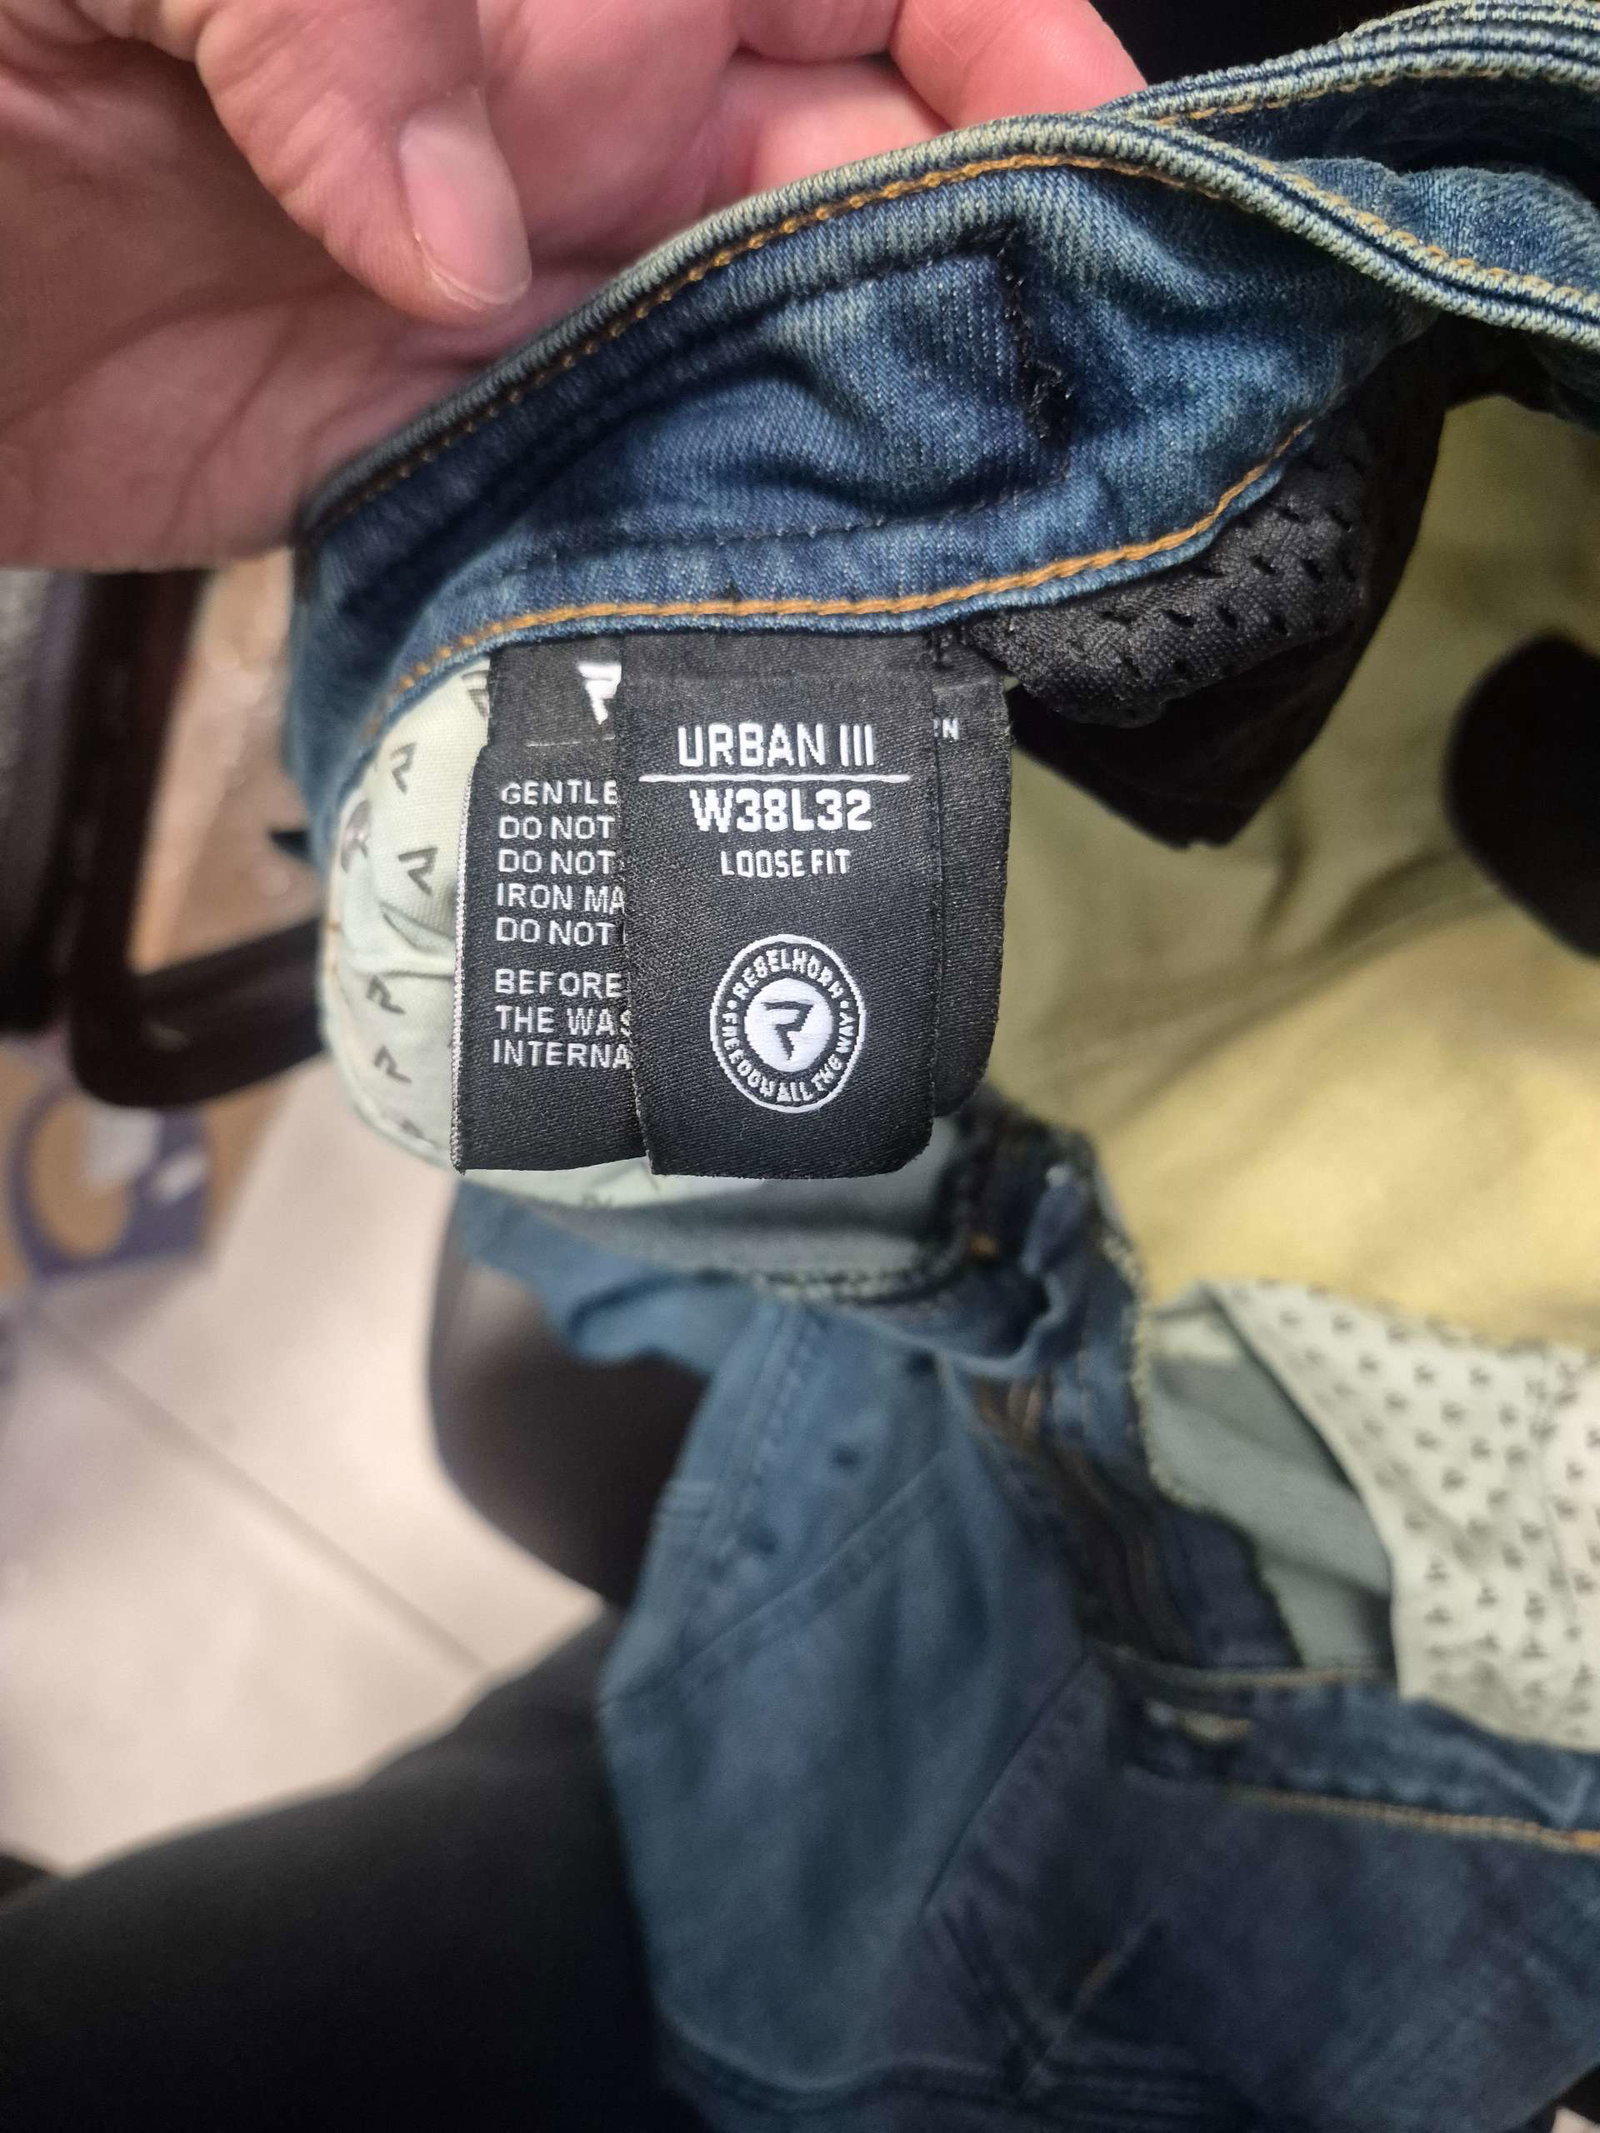 URBAN III
W38L32
LOOSE FIT
REBELHORN
FREEDOM ALL THE WAY
GENTLE
DO NOT
DO NOT
IRON MA
DO NOT
BEFORE
THE WAS
INTERNA